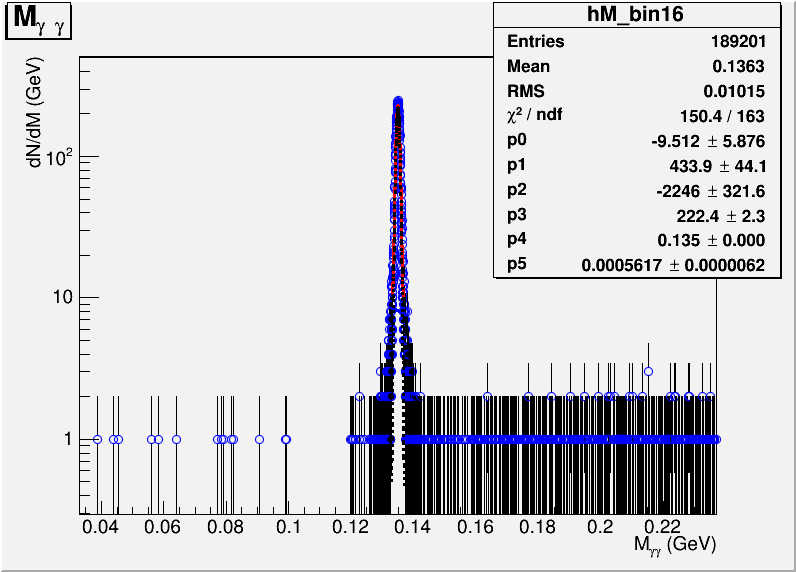 M γ γ
hM_bin16
Entries 189201
Mean 0.1363
RMS 0.01015
χ² / ndf 150.4 / 163
p0 -9.512 ± 5.876
p1 433.9 ± 44.1
p2 -2246 ± 321.6
p3 222.4 ± 2.3
p4 0.135 ± 0.000
p5 0.0005617 ± 0.0000062
dN/dM (GeV)
10²
10
1
0.04 0.06 0.08 0.1 0.12 0.14 0.16 0.18 0.2 0.22
Mγγ (GeV)